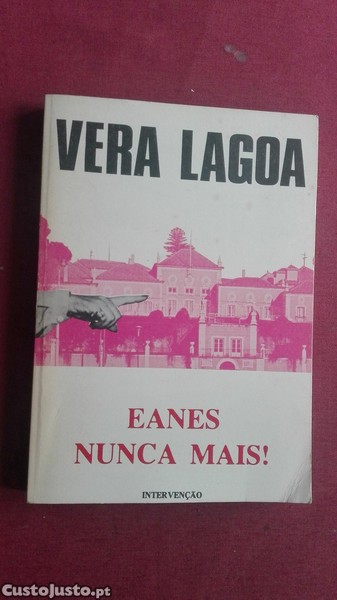 VERA LAGOA
EANES
NUNCA MAIS!
INTERVENÇÃO
CustoJusto.pt